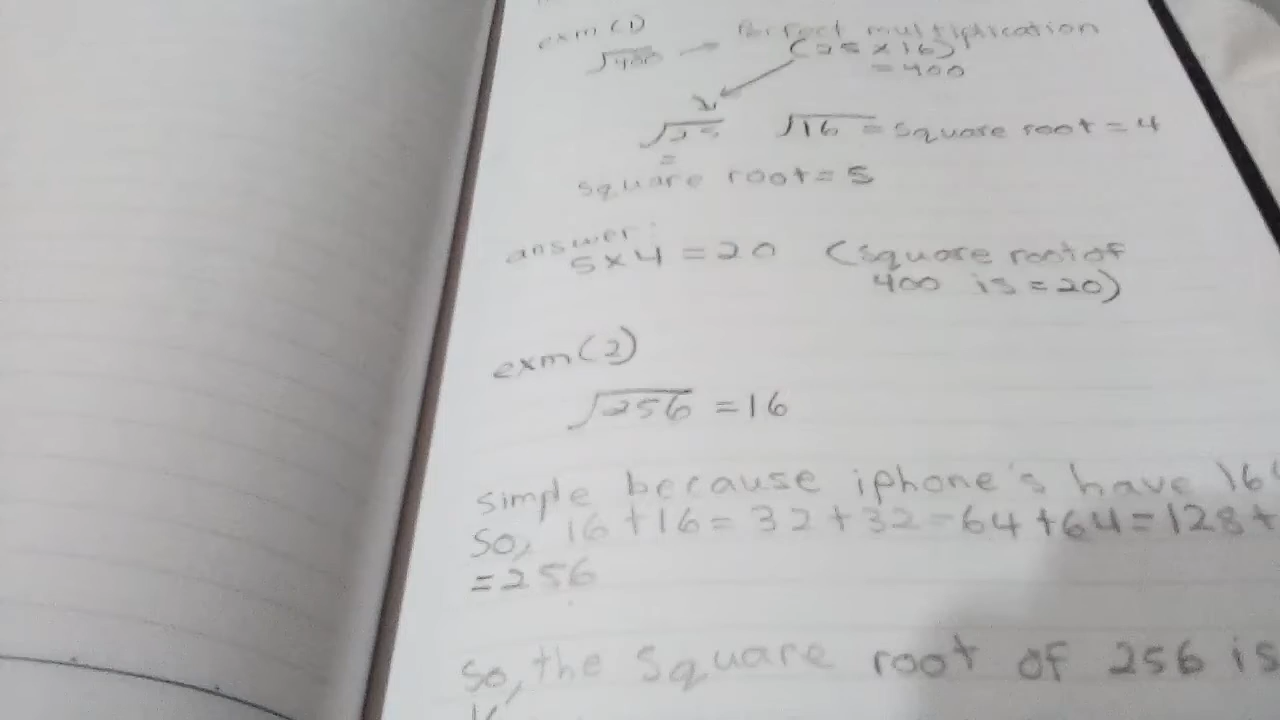 exm (1)
√400 → Perfect multiplication
(25 x 16)
= 400
√25 √16 = square root = 4
=
square root = 5
answer:
5 x 4 = 20 (square root of
400 is = 20)
exm (2)
√256 = 16
simple because iphone's have 16
So, 16 + 16 = 32 + 32 = 64 + 64 = 128 +
= 256
So, the square root of 256 is